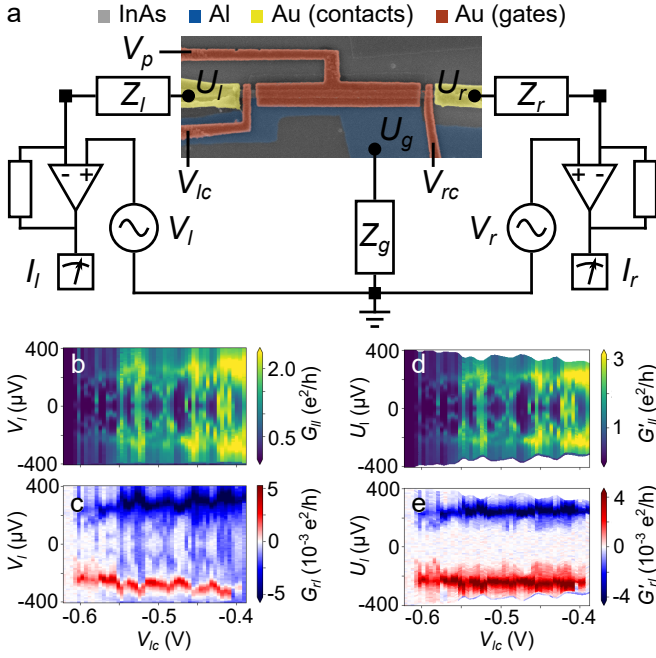 a
InAs Al Au (contacts) Au (gates)
V_p
Z_l U_l U_r Z_r
U_g
- +
+ -
V_lc V_rc
V_l Z_g V_r
I_l I_r
b d
400
0
-400
V_l (µV)
2.0
0.5
G_ll (e²/h)
400
0
-400
U_l (µV)
3
1
G'_ll (e²/h)
c e
400
0
-400
V_l (µV)
5
0
-5
G_rl (10⁻³ e²/h)
400
0
-400
U_l (µV)
4
0
-4
G'_rl (10⁻³ e²/h)
-0.6 -0.5 -0.4
V_lc (V)
-0.6 -0.5 -0.4
V_lc (V)